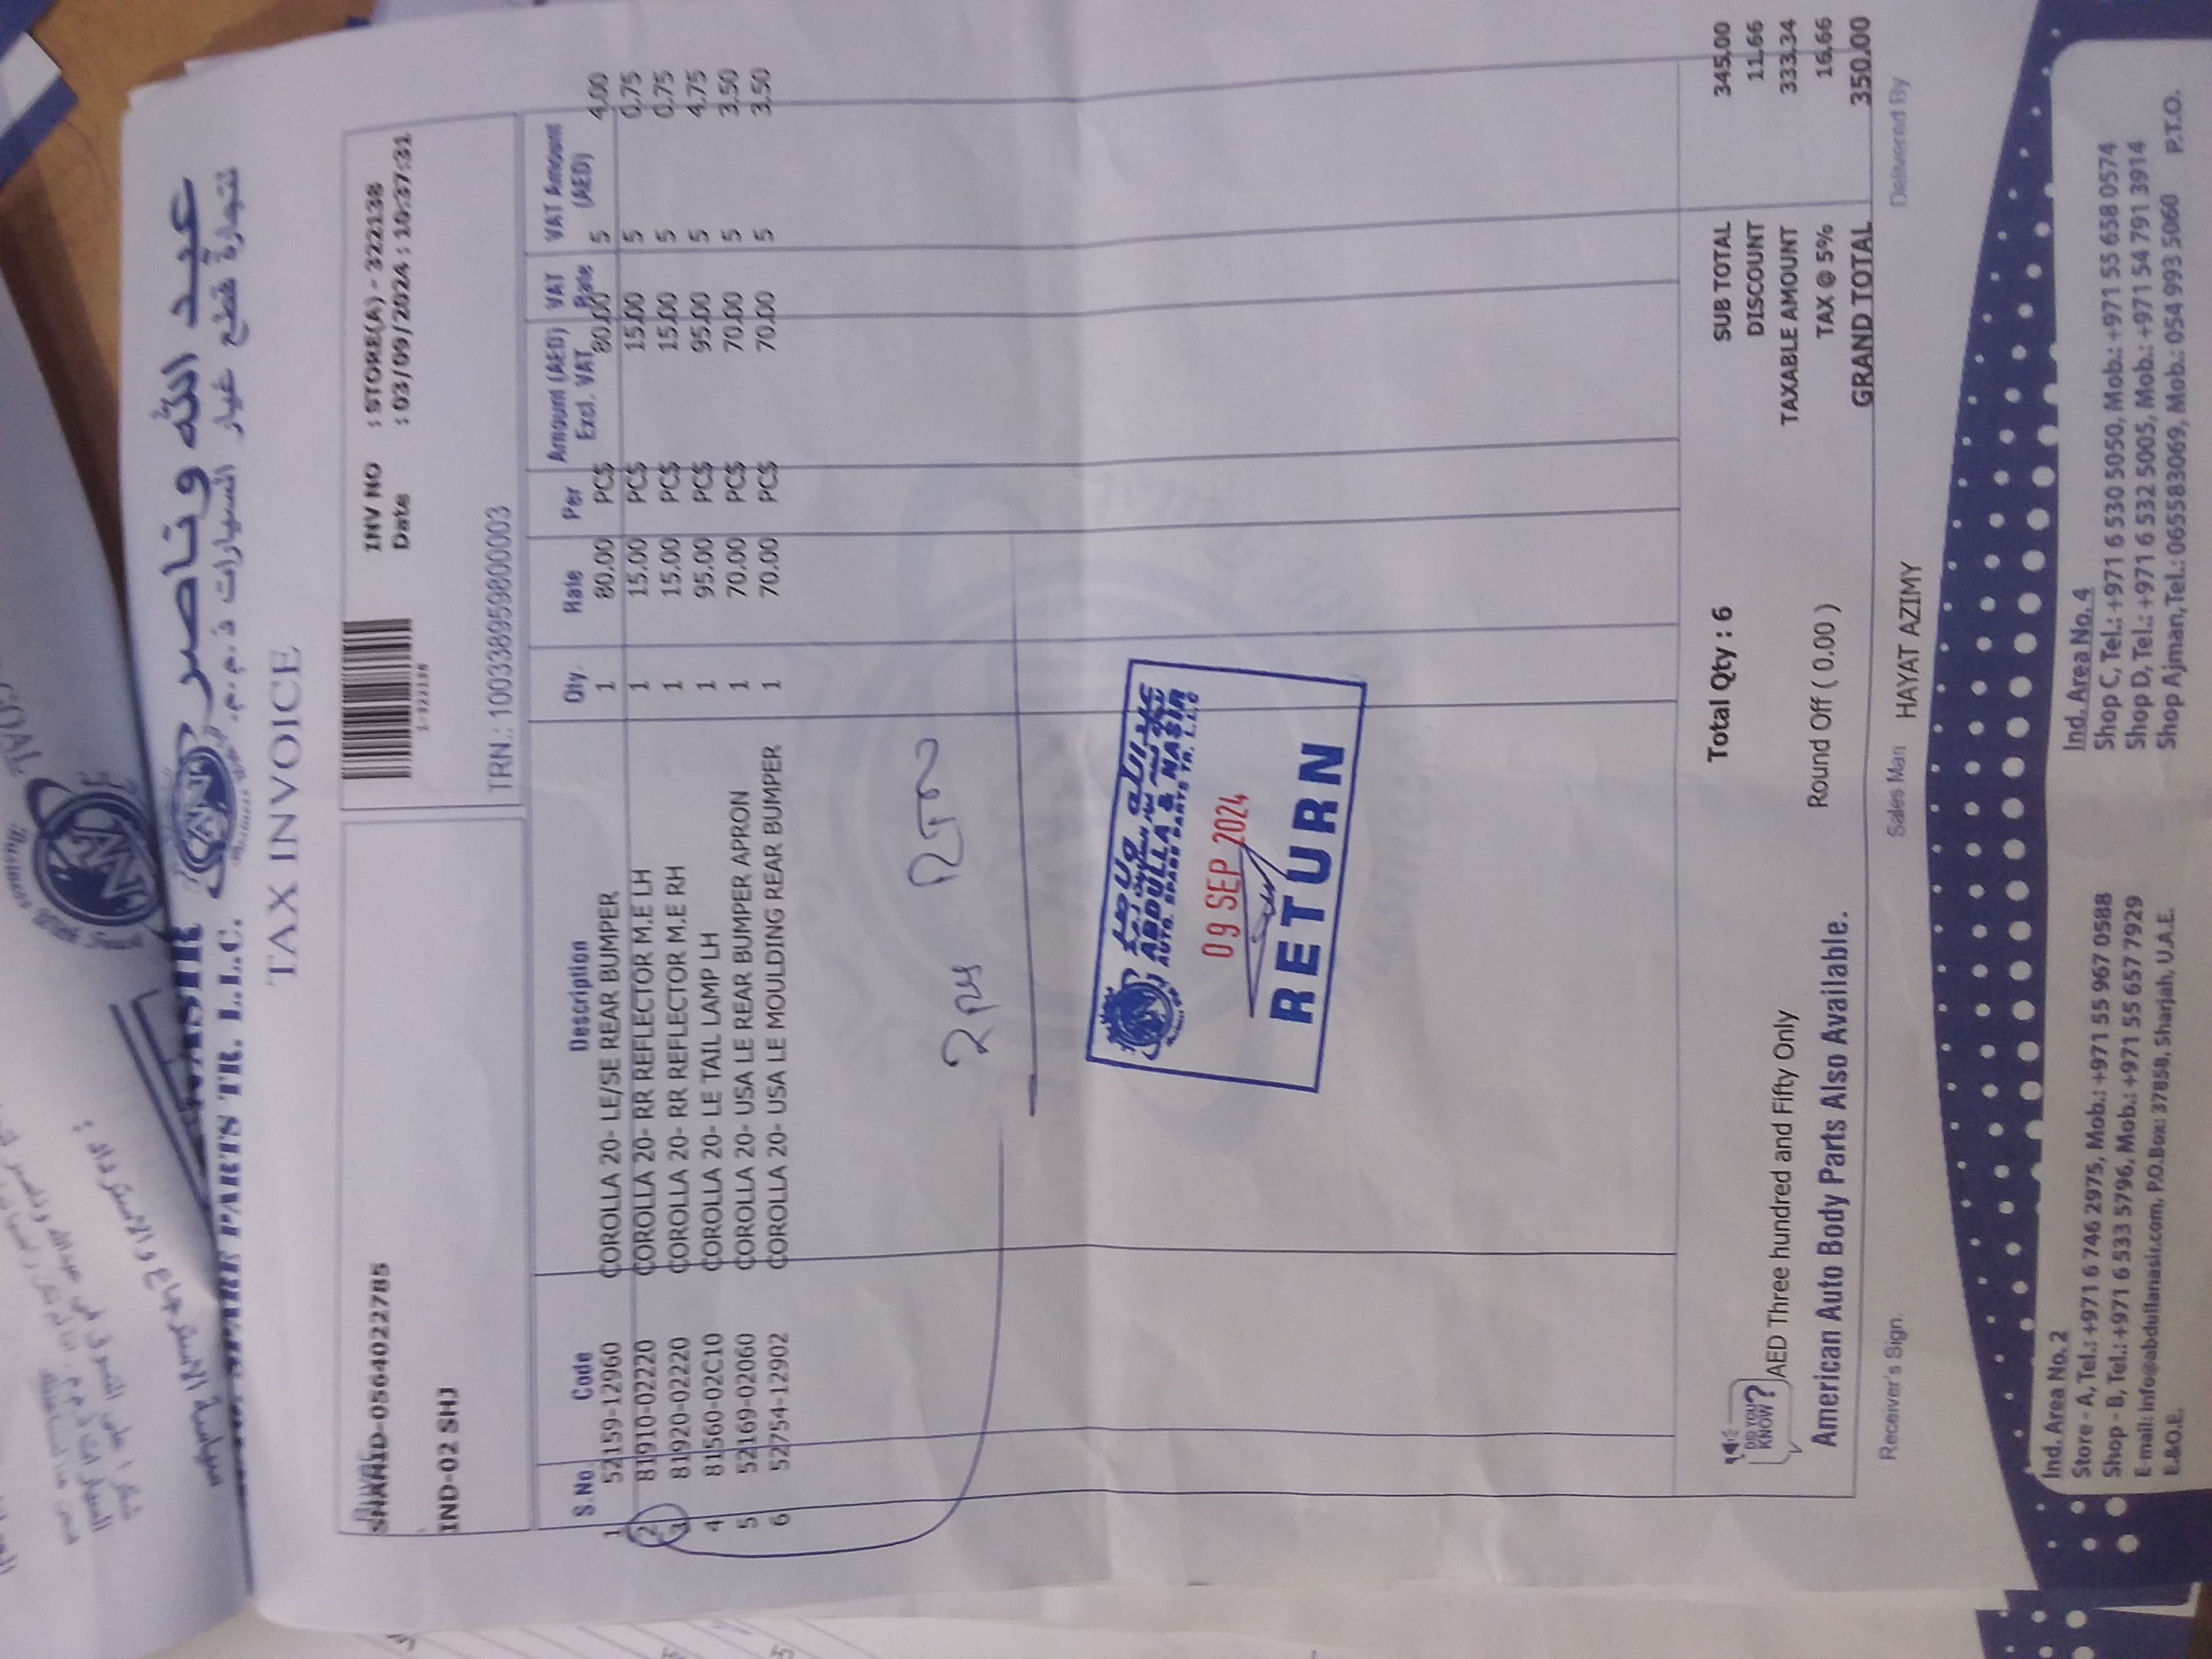 عبد الله وناصر
لتجارة قطع غيار السيارات ذ.م.م.
NASIR
SPARE PARTS TR. L.L.C.
TAX INVOICE
SHAHID-0564022785
IND-02 SHJ
1-322138
INV NO : STORE(A) - 322138
Date : 03/09/2024 : 10:37:31
TRN.: 100338959800003
S.No Code Description Qty. Rate Per Amount (AED) Excl. VAT VAT Rate VAT Amount (AED)
1 52159-12960 COROLLA 20- LE/SE REAR BUMPER 1 80.00 PCS 80.00 5 4.00
2 81910-02220 COROLLA 20- RR REFLECTOR M.E LH 1 15.00 PCS 15.00 5 0.75
3 81920-02220 COROLLA 20- RR REFLECTOR M.E RH 1 15.00 PCS 15.00 5 0.75
4 81560-02C10 COROLLA 20- LE TAIL LAMP LH 1 95.00 PCS 95.00 5 4.75
5 52169-02060 COROLLA 20- USA LE REAR BUMPER APRON 1 70.00 PCS 70.00 5 3.50
6 52754-12902 COROLLA 20- USA LE MOULDING REAR BUMPER 1 70.00 PCS 70.00 5 3.50
RTN
ABDULLA & NASIR
AUTO. SPARE PARTS TR. L.L.C
09 SEP 2024
RETURN
Total Qty : 6
SUB TOTAL 345.00
DISCOUNT 11.66
TAXABLE AMOUNT 333.34
Round Off ( 0.00 )
TAX @ 5% 16.66
GRAND TOTAL 350.00
DID YOU KNOW?
AED Three hundred and Fifty Only
American Auto Body Parts Also Available.
Receiver's Sign.
Sales Man HAYAT AZIMY
Delivered By
Ind. Area No. 2
Store - A, Tel.: +971 6 746 2975, Mob.: +971 55 967 0588
Shop - B, Tel.: +971 6 533 5796, Mob.: +971 55 657 7929
E-mail: info@abdullanasir.com, P.O.Box: 37858, Sharjah, U.A.E.
E.&O.E.
Ind. Area No. 4
Shop C, Tel.: +971 6 530 5050, Mob.: +971 55 658 0574
Shop D, Tel.: +971 6 532 5005, Mob.: +971 54 791 3914
Shop Ajman, Tel.: 065583069, Mob.: 054 993 5060
P.T.O.